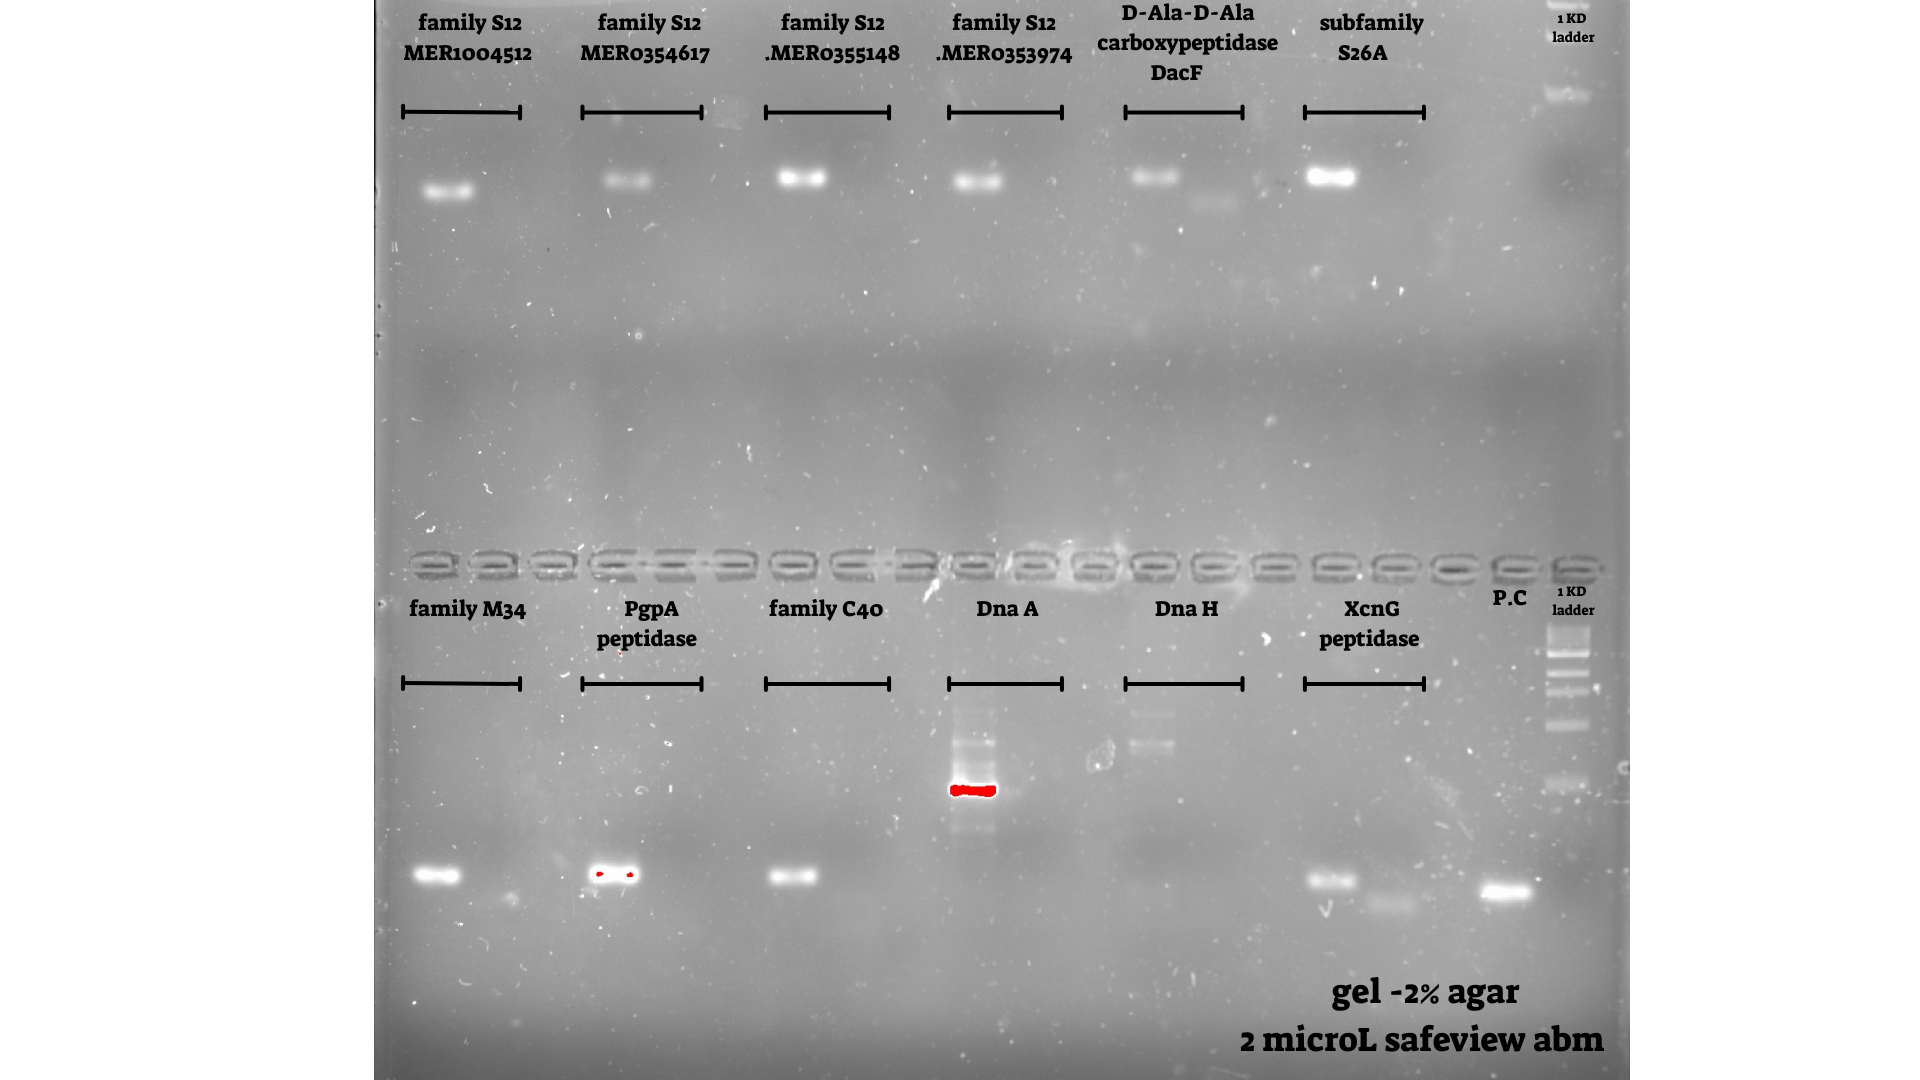 family S12
MER1004512
family S12
MER0354617
family S12
.MER0355148
family S12
.MER0353974
D-Ala-D-Ala
carboxypeptidase
DacF
subfamily
S26A
1 KD
ladder
family M34
PgpA
peptidase
family C40
Dna A
Dna H
XcnG
peptidase
P.C
1 KD
ladder
gel -2% agar
2 microL safeview abm